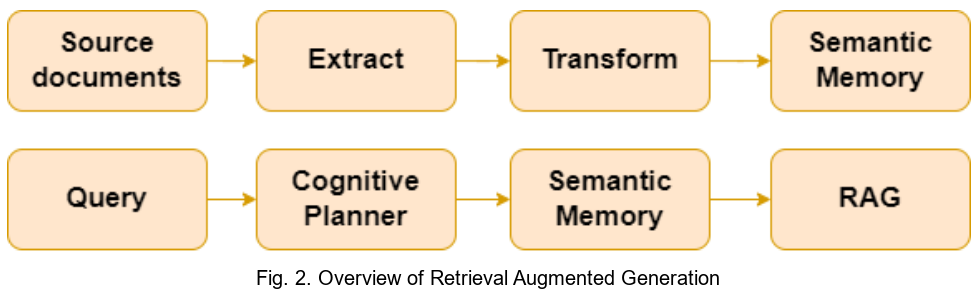 Source
documents
Extract
Transform
Semantic
Memory
Query
Cognitive
Planner
Semantic
Memory
RAG
Fig. 2. Overview of Retrieval Augmented Generation